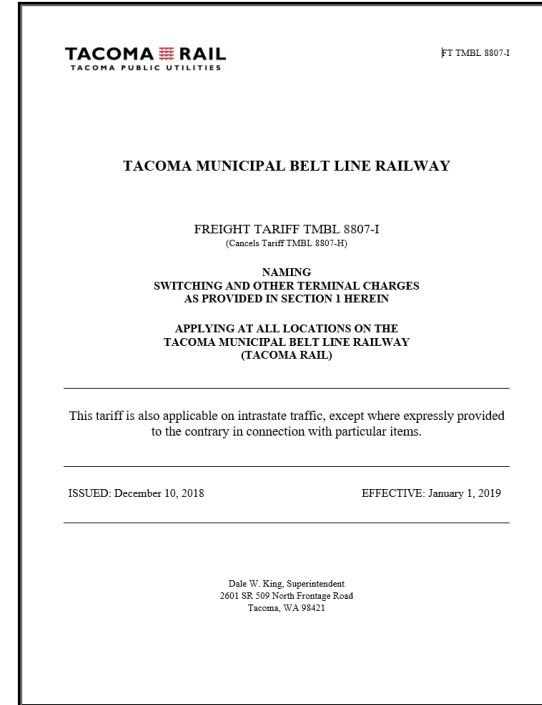 TACOMA RAIL
TACOMA PUBLIC UTILITIES
FT TMBL 8807-I
TACOMA MUNICIPAL BELT LINE RAILWAY
FREIGHT TARIFF TMBL 8807-I
(Cancels Tariff TMBL 8807-H)
NAMING
SWITCHING AND OTHER TERMINAL CHARGES
AS PROVIDED IN SECTION 1 HEREIN
APPLYING AT ALL LOCATIONS ON THE
TACOMA MUNICIPAL BELT LINE RAILWAY
(TACOMA RAIL)
This tariff is also applicable on intrastate traffic, except where expressly provided
to the contrary in connection with particular items.
ISSUED: December 10, 2018 EFFECTIVE: January 1, 2019
Dale W. King, Superintendent
2601 SR 509 North Frontage Road
Tacoma, WA 98421